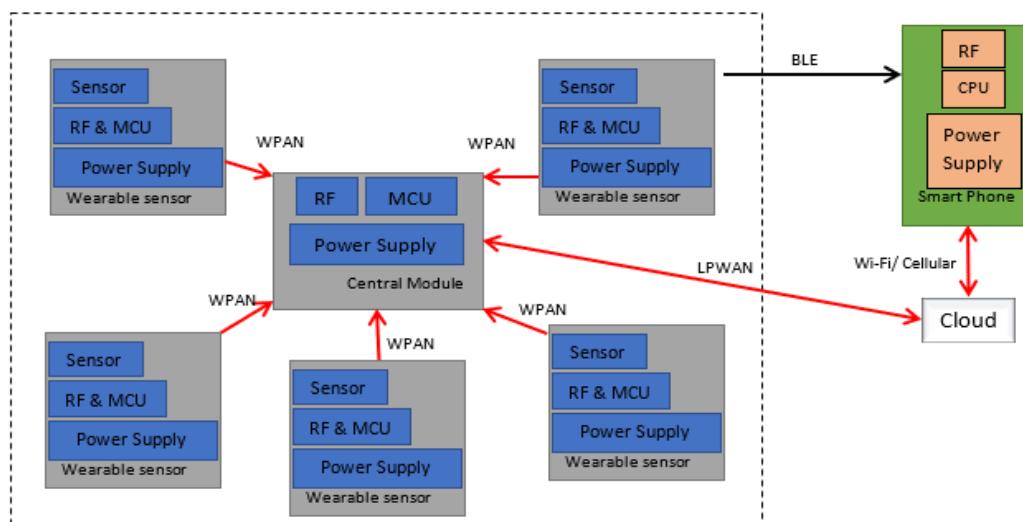 Sensor
RF & MCU
Power Supply
Wearable sensor
WPAN
Sensor
RF & MCU
Power Supply
Wearable sensor
WPAN
BLE
RF
CPU
Power
Supply
Smart Phone
RF
MCU
Power Supply
Central Module
LPWAN
Wi-Fi/ Cellular
Cloud
WPAN
Sensor
RF & MCU
Power Supply
Wearable sensor
WPAN
Sensor
RF & MCU
Power Supply
Wearable sensor
WPAN
Sensor
RF & MCU
Power Supply
Wearable sensor